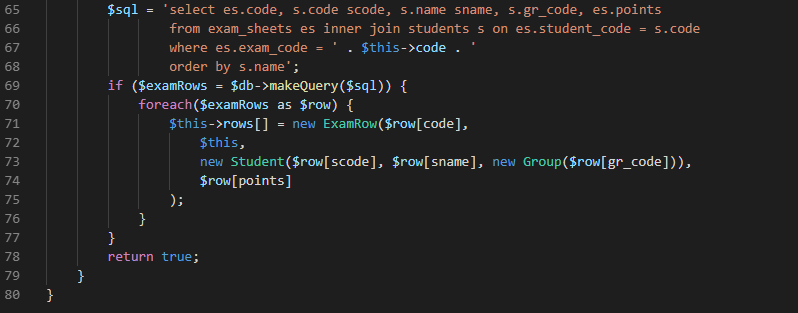 65 $sql = 'select es.code, s.code scode, s.name sname, s.gr_code, es.points
66 from exam_sheets es inner join students s on es.student_code = s.code
67 where es.exam_code = ' . $this->code . '
68 order by s.name';
69 if ($examRows = $db->makeQuery($sql)) {
70 foreach($examRows as $row) {
71 $this->rows[] = new ExamRow($row[code],
72 $this,
73 new Student($row[scode], $row[sname], new Group($row[gr_code])),
74 $row[points]
75 );
76 }
77 }
78 return true;
79 }
80 }